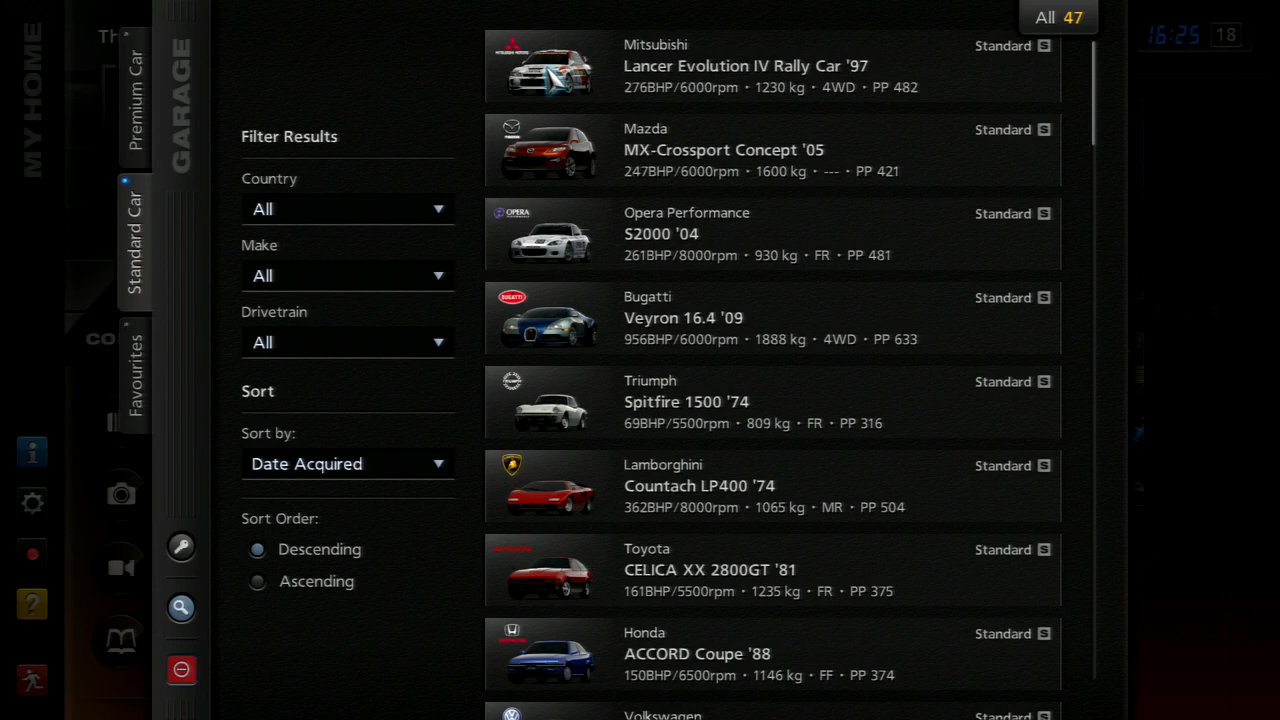 MY HOME
Th
Premium Car
Standard Car
Favourites
GARAGE
All 47
16:25 18
Filter Results
Country
All
Make
All
Drivetrain
All
Sort
Sort by:
Date Acquired
Sort Order:
Descending
Ascending
Mitsubishi
Standard S
Lancer Evolution IV Rally Car '97
276BHP/6000rpm・1230 kg・4WD・PP 482
Mazda
Standard S
MX-Crossport Concept '05
247BHP/6000rpm・1600 kg・---・PP 421
OPERA
Opera Performance
Standard S
S2000 '04
261BHP/8000rpm・930 kg・FR・PP 481
BUGATTI
Bugatti
Standard S
Veyron 16.4 '09
956BHP/6000rpm・1888 kg・4WD・PP 633
Triumph
Standard S
Spitfire 1500 '74
69BHP/5500rpm・809 kg・FR・PP 316
Lamborghini
Standard S
Countach LP400 '74
362BHP/8000rpm・1065 kg・MR・PP 504
Toyota
Standard S
CELICA XX 2800GT '81
161BHP/5500rpm・1235 kg・FR・PP 375
Honda
Standard S
ACCORD Coupe '88
150BHP/6500rpm・1146 kg・FF・PP 374
Volkswagen
Standard S